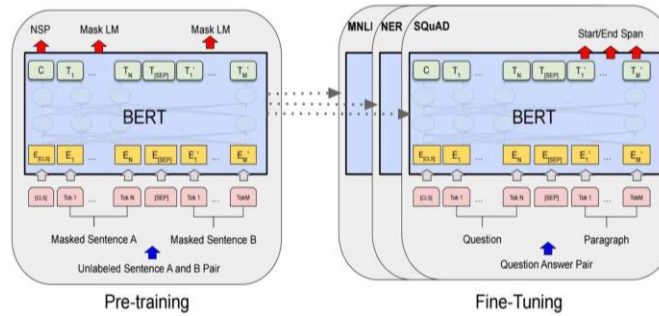 NSP Mask LM Mask LM
C T1 ... TN T[SEP] T1' ... TM'
BERT
E[CLS] E1 ... EN E[SEP] E1' ... EM'
[CLS] Tok 1 ... Tok N [SEP] Tok 1 ... TokM
Masked Sentence A Masked Sentence B
Unlabeled Sentence A and B Pair
Pre-training
MNLI NER SQuAD
Start/End Span
C T1 ... TN T[SEP] T1' ... TM'
BERT
E[CLS] E1 ... EN E[SEP] E1' ... EM'
[CLS] Tok 1 ... Tok N [SEP] Tok 1 ... TokM
Question Paragraph
Question Answer Pair
Fine-Tuning